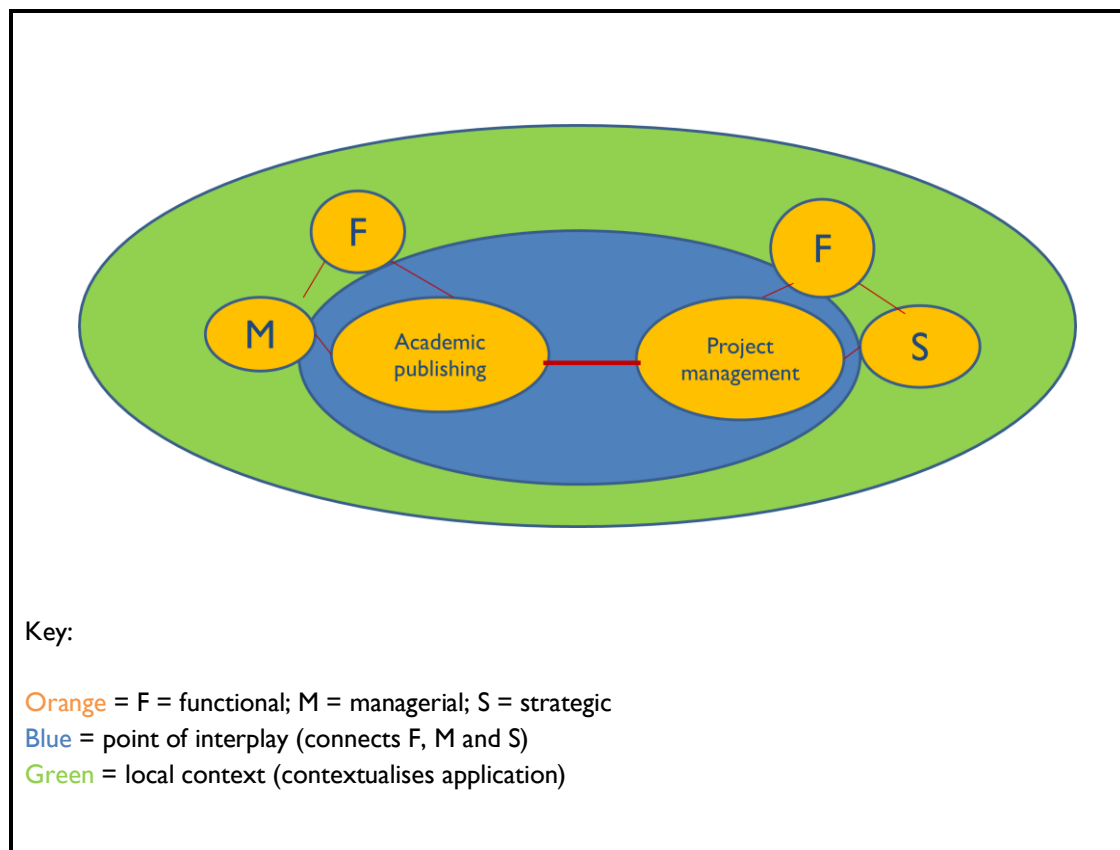 F
F
M
Academic
publishing
Project
management
S
Key:
Orange = F = functional; M = managerial; S = strategic
Blue = point of interplay (connects F, M and S)
Green = local context (contextualises application)